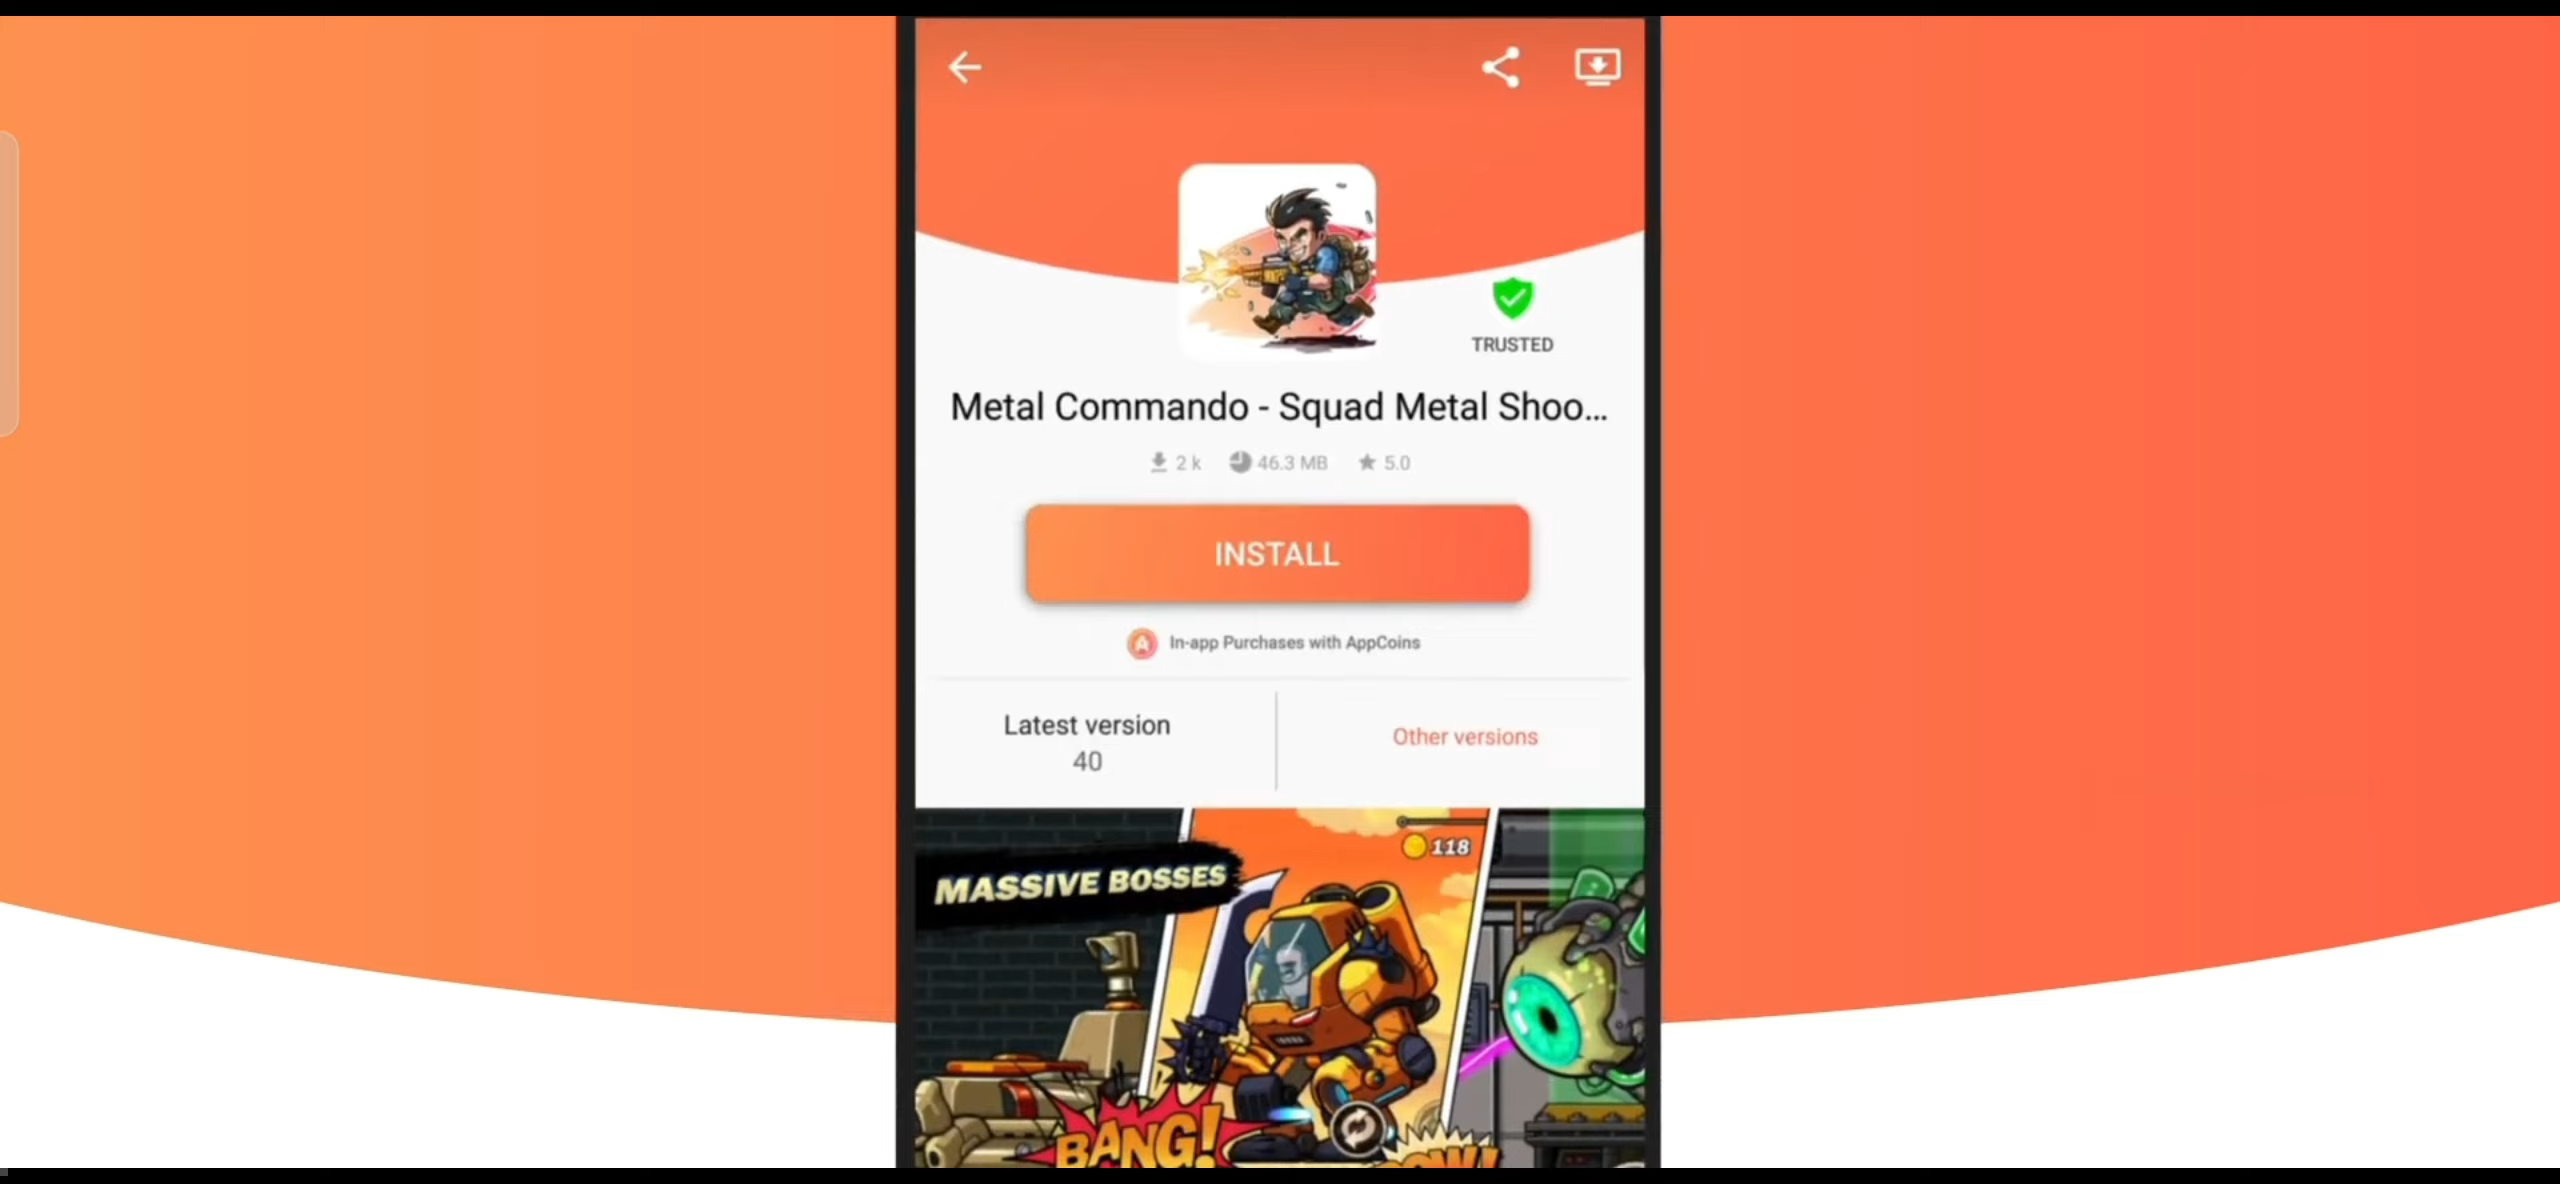 TRUSTED
Metal Commando - Squad Metal Shoo...
2 k 46.3 MB 5.0
INSTALL
In-app Purchases with AppCoins
Latest version
40
Other versions
118
MASSIVE BOSSES
BANG!